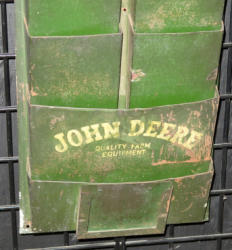 JOHN DEERE
QUALITY FARM
EQUIPMENT